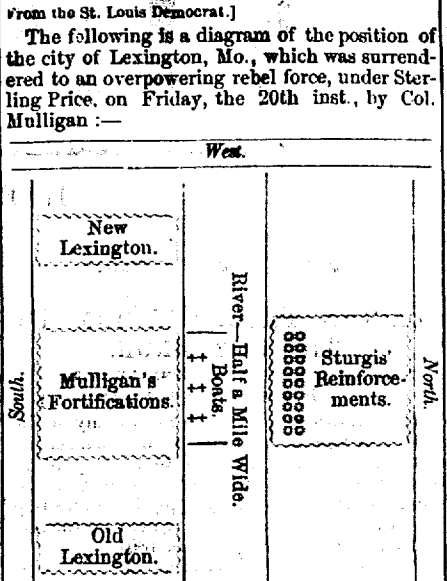 From the St. Louis Democrat.]
The following is a diagram of the position of
the city of Lexington, Mo., which was surrend-
ered to an overpowering rebel force, under Ster-
ling Price, on Friday, the 20th inst., by Col.
Mulligan :—
West.
New
Lexington.
South.
Mulligan's
Fortifications.
Boats.
River—Half a Mile Wide.
Sturgis'
Reinforce-
ments.
North.
Old
Lexington.